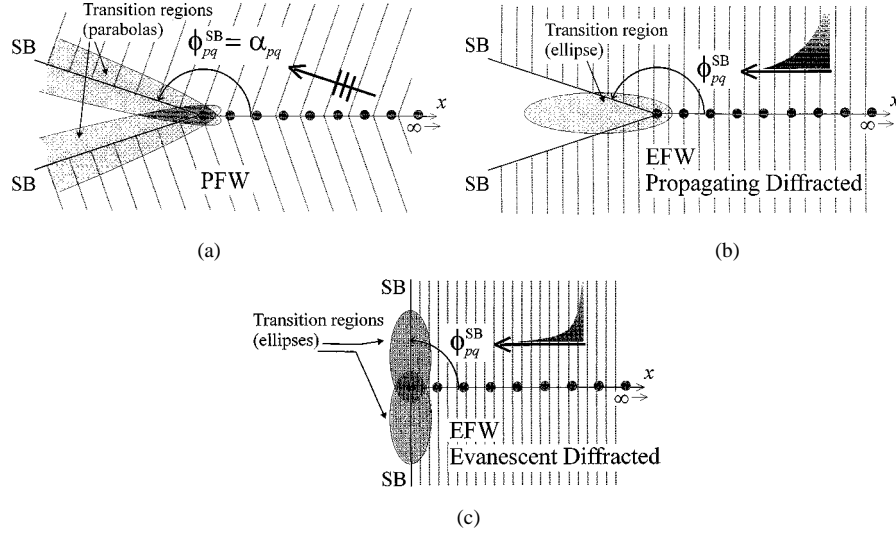 SB
Transition regions
(parabolas)
ϕ_pq^SB = α_pq
x
∞
PFW
SB
(a)
SB
Transition region
(ellipse)
ϕ_pq^SB
x
∞
EFW
Propagating Diffracted
SB
(b)
SB
Transition regions
(ellipses)
ϕ_pq^SB
x
∞
EFW
Evanescent Diffracted
SB
(c)